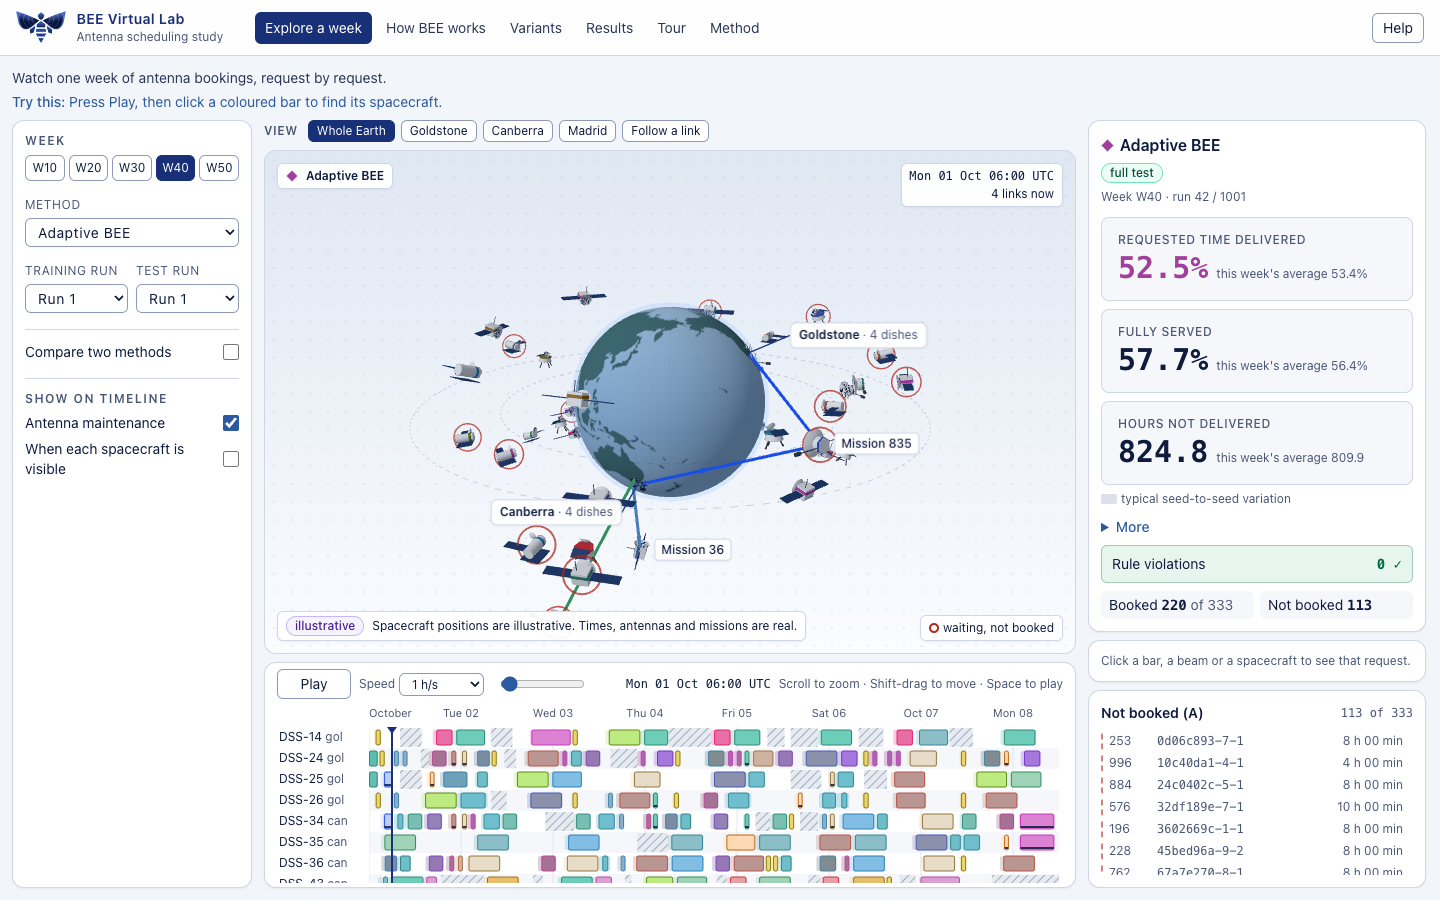 BEE Virtual Lab
Antenna scheduling study
Explore a week
How BEE works
Variants
Results
Tour
Method
Help
Watch one week of antenna bookings, request by request.
Try this: Press Play, then click a coloured bar to find its spacecraft.
WEEK
W10 W20 W30 W40 W50
METHOD
Adaptive BEE
TRAINING RUN TEST RUN
Run 1 Run 1
Compare two methods
SHOW ON TIMELINE
Antenna maintenance
When each spacecraft is
visible
VIEW Whole Earth Goldstone Canberra Madrid Follow a link
Adaptive BEE
Mon 01 Oct 06:00 UTC
4 links now
Goldstone · 4 dishes
Mission 835
Canberra · 4 dishes
Mission 36
illustrative Spacecraft positions are illustrative. Times, antennas and missions are real.
waiting, not booked
Play Speed 1 h/s Mon 01 Oct 06:00 UTC Scroll to zoom · Shift-drag to move · Space to play
October Tue 02 Wed 03 Thu 04 Fri 05 Sat 06 Oct 07 Mon 08
DSS-14 gol
DSS-24 gol
DSS-25 gol
DSS-26 gol
DSS-34 can
DSS-35 can
DSS-36 can
DSS-43 can
Adaptive BEE
full test
Week W40 · run 42 / 1001
REQUESTED TIME DELIVERED
52.5% this week's average 53.4%
FULLY SERVED
57.7% this week's average 56.4%
HOURS NOT DELIVERED
824.8 this week's average 809.9
typical seed-to-seed variation
More
Rule violations 0 ✓
Booked 220 of 333 Not booked 113
Click a bar, a beam or a spacecraft to see that request.
Not booked (A) 113 of 333
253 0d06c893–7–1 8 h 00 min
996 10c40da1–4–1 4 h 00 min
884 24c0402c–5–1 8 h 00 min
576 32df189e–7–1 10 h 00 min
196 3602669c–1–1 8 h 00 min
228 45bed96a–9–2 8 h 00 min
762 67a7e270–8–1 8 h 00 min